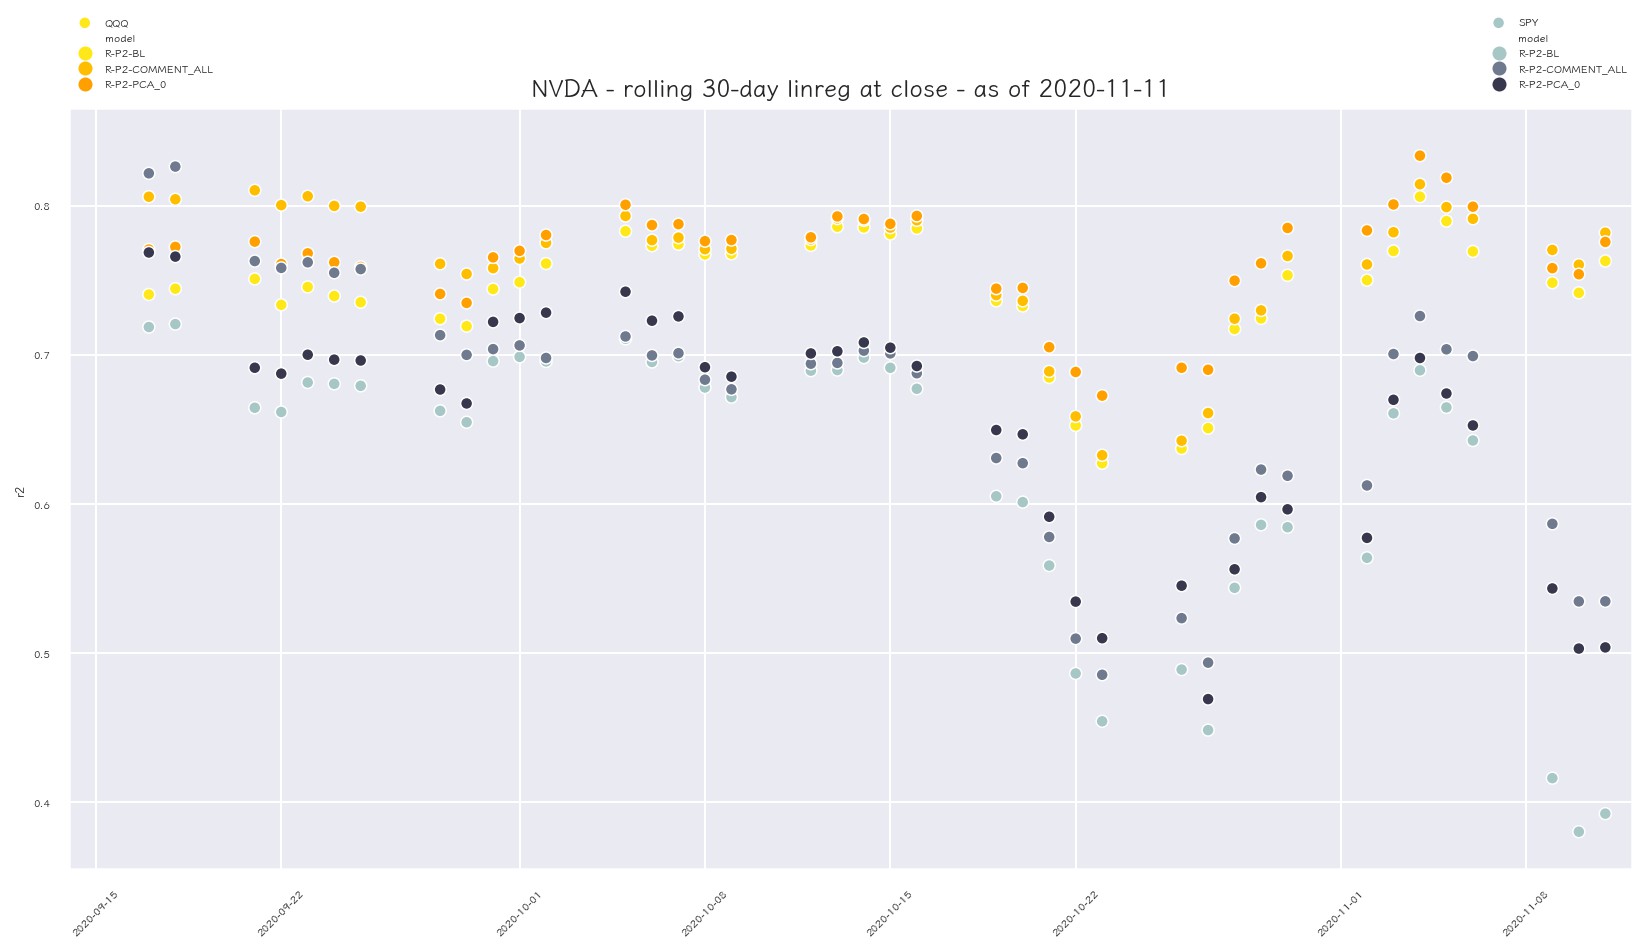 QQQ
model
R-P2-BL
R-P2-COMMENT_ALL
R-P2-PCA_0
SPY
model
R-P2-BL
R-P2-COMMENT_ALL
R-P2-PCA_0
NVDA - rolling 30-day linreg at close - as of 2020-11-11
0.8
0.7
0.6
0.5
0.4
r2
2020-09-15
2020-09-22
2020-10-01
2020-10-08
2020-10-15
2020-10-22
2020-11-01
2020-11-08